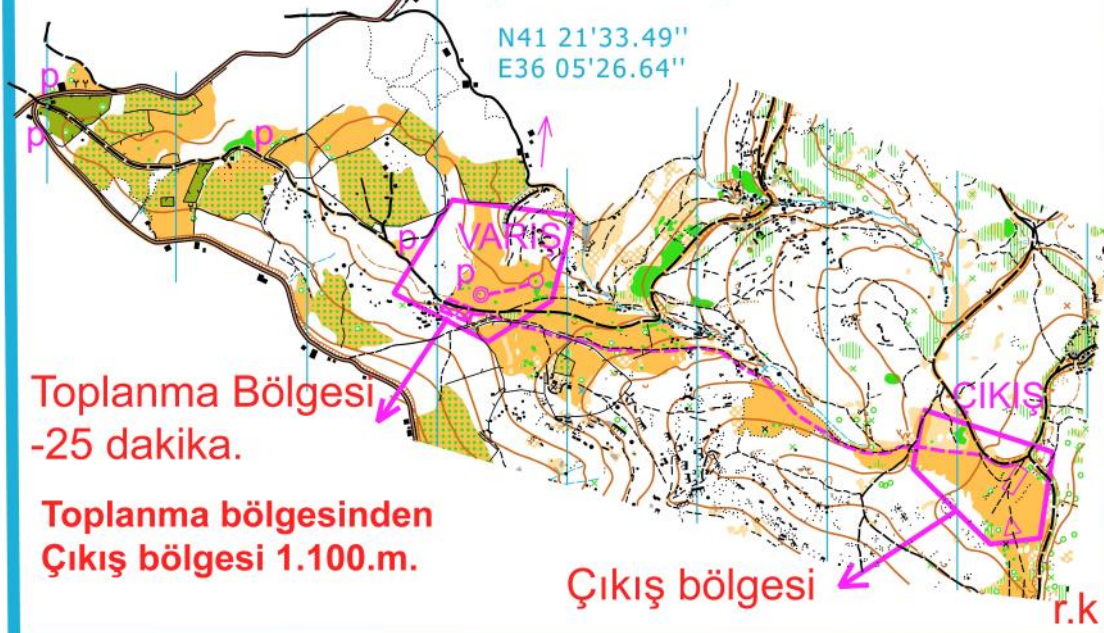 N41 21'33.49''
E36 05'26.64''
p
p
p
p
VARIŞ
p
ÇIKIŞ
Toplanma Bölgesi
-25 dakika.
Toplanma bölgesinden
Çıkış bölgesi 1.100.m.
Çıkış bölgesi
r.k